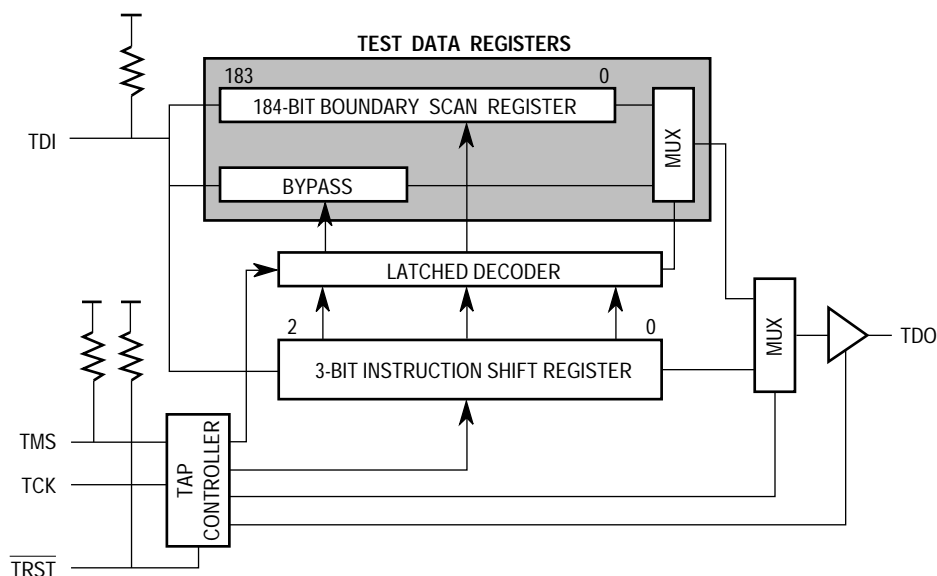 TEST DATA REGISTERS
183
0
184-BIT BOUNDARY SCAN REGISTER
TDI
MUX
BYPASS
LATCHED DECODER
2
0
MUX
TDO
3-BIT INSTRUCTION SHIFT REGISTER
TMS
TAP
CONTROLLER
TCK
TRST